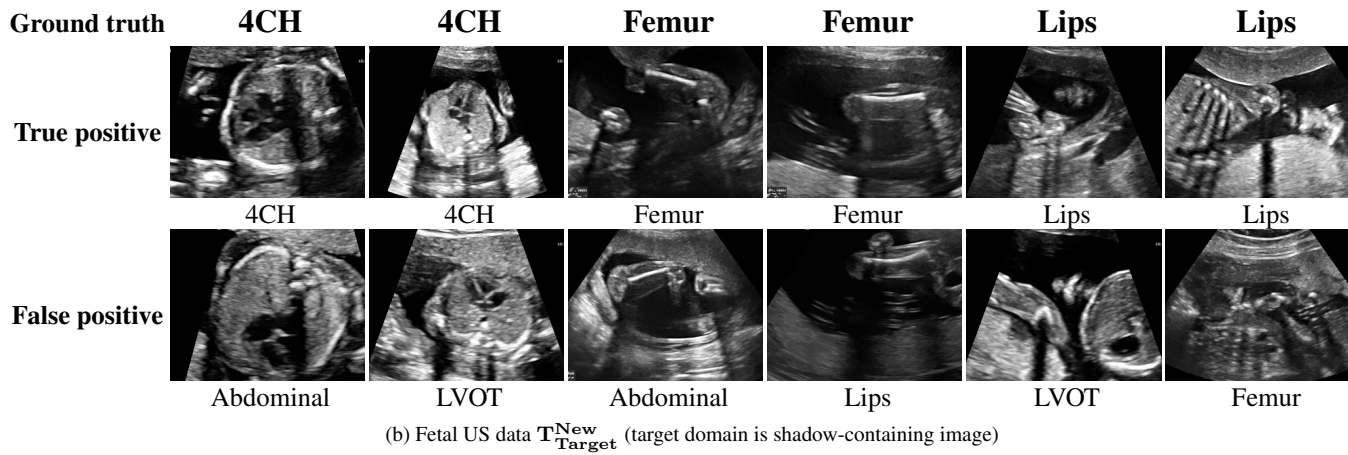 Ground truth 4CH 4CH Femur Femur Lips Lips
True positive
4CH 4CH Femur Femur Lips Lips
False positive
Abdominal LVOT Abdominal Lips LVOT Femur
(b) Fetal US data T^New_Target (target domain is shadow-containing image)